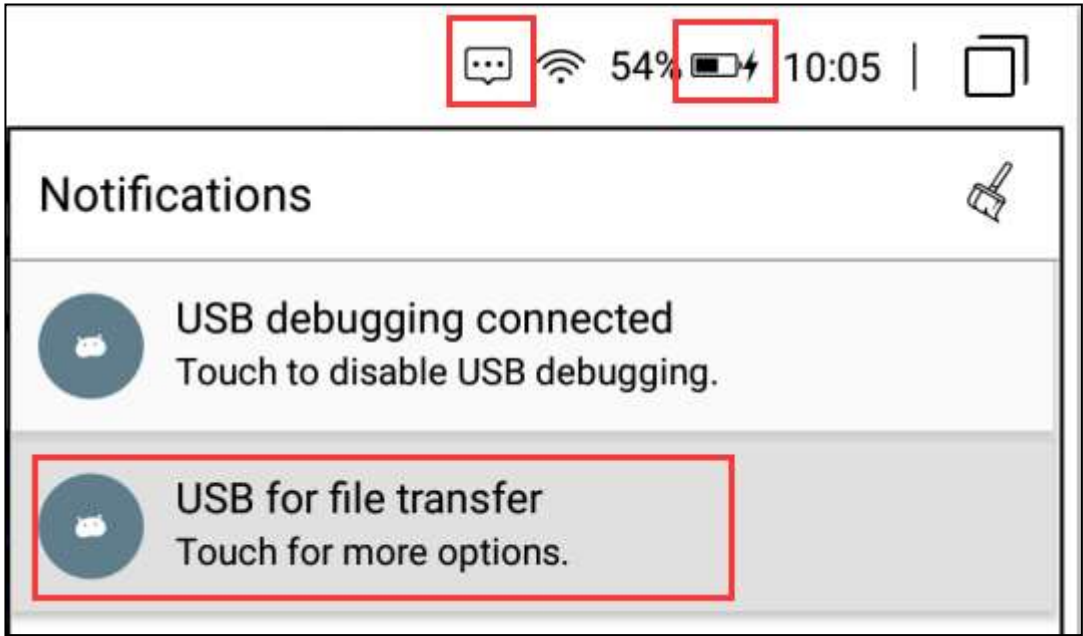 54% 10:05
Notifications
USB debugging connected
Touch to disable USB debugging.
USB for file transfer
Touch for more options.